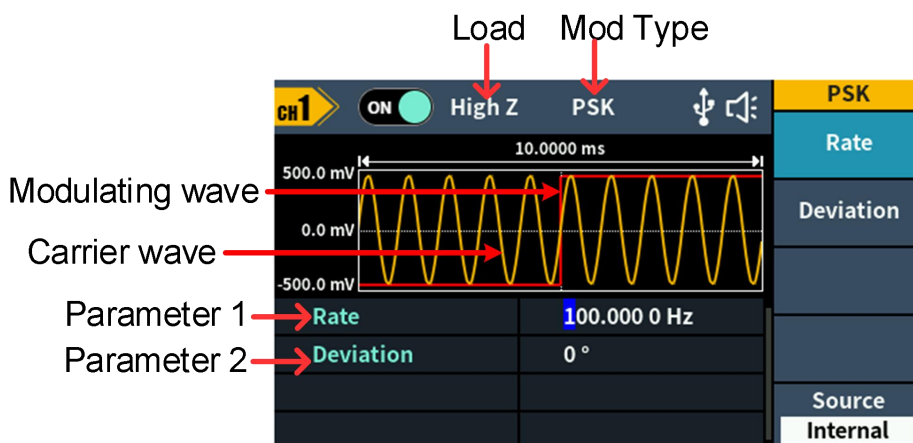 Load Mod Type
CH1 ON High Z PSK PSK
Rate
10.0000 ms
500.0 mV
Modulating wave
Deviation
0.0 mV
Carrier wave
-500.0 mV
Parameter 1 Rate 100.000 0 Hz
Parameter 2 Deviation 0 °
Source
Internal